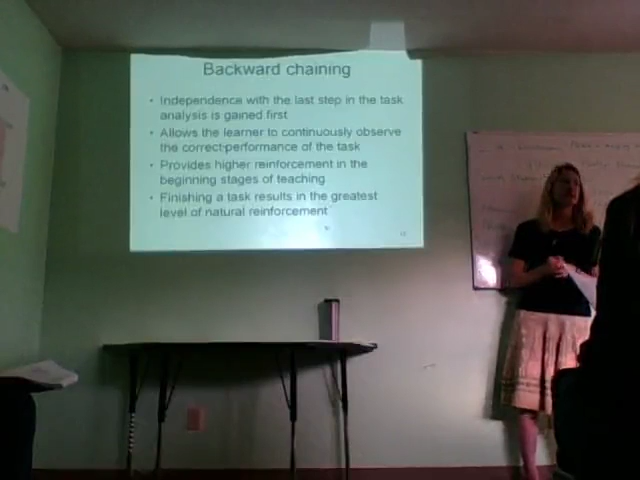 Backward chaining
• Independence with the last step in the task
analysis is gained first
• Allows the learner to continuously observe
the correct performance of the task
• Provides higher reinforcement in the
beginning stages of teaching
• Finishing a task results in the greatest
level of natural reinforcement